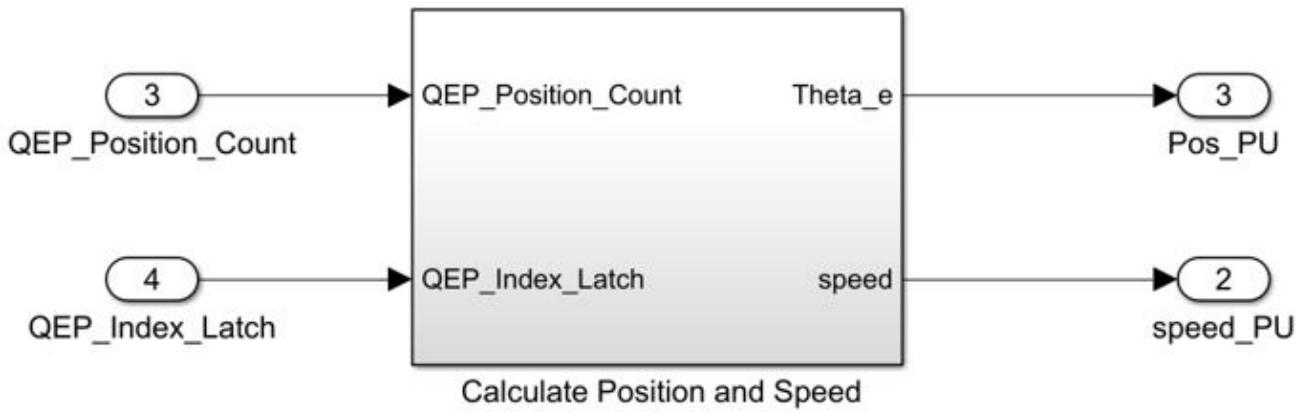 3
QEP_Position_Count
QEP_Position_Count
Theta_e
3
Pos_PU
4
QEP_Index_Latch
QEP_Index_Latch
speed
2
speed_PU
Calculate Position and Speed